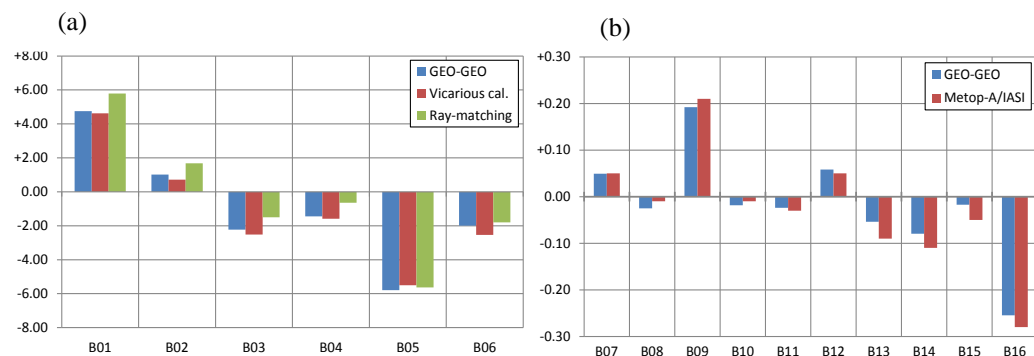 (a)
+8.00
+6.00
+4.00
+2.00
0.00
-2.00
-4.00
-6.00
-8.00
GEO-GEO
Vicarious cal.
Ray-matching
B01 B02 B03 B04 B05 B06
(b)
+0.30
+0.20
+0.10
0.00
-0.10
-0.20
-0.30
GEO-GEO
Metop-A/IASI
B07 B08 B09 B10 B11 B12 B13 B14 B15 B16